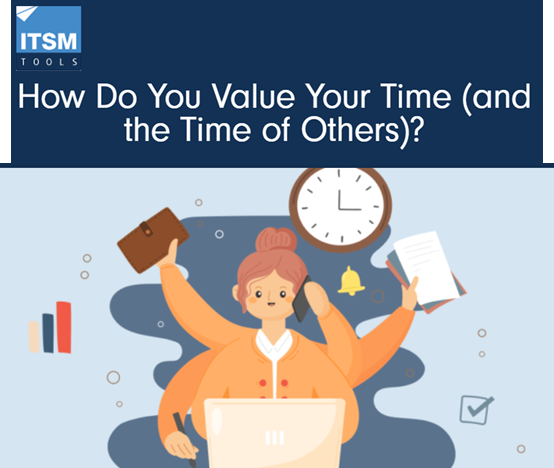 ITSM
TOOLS
How Do You Value Your Time (and
the Time of Others)?